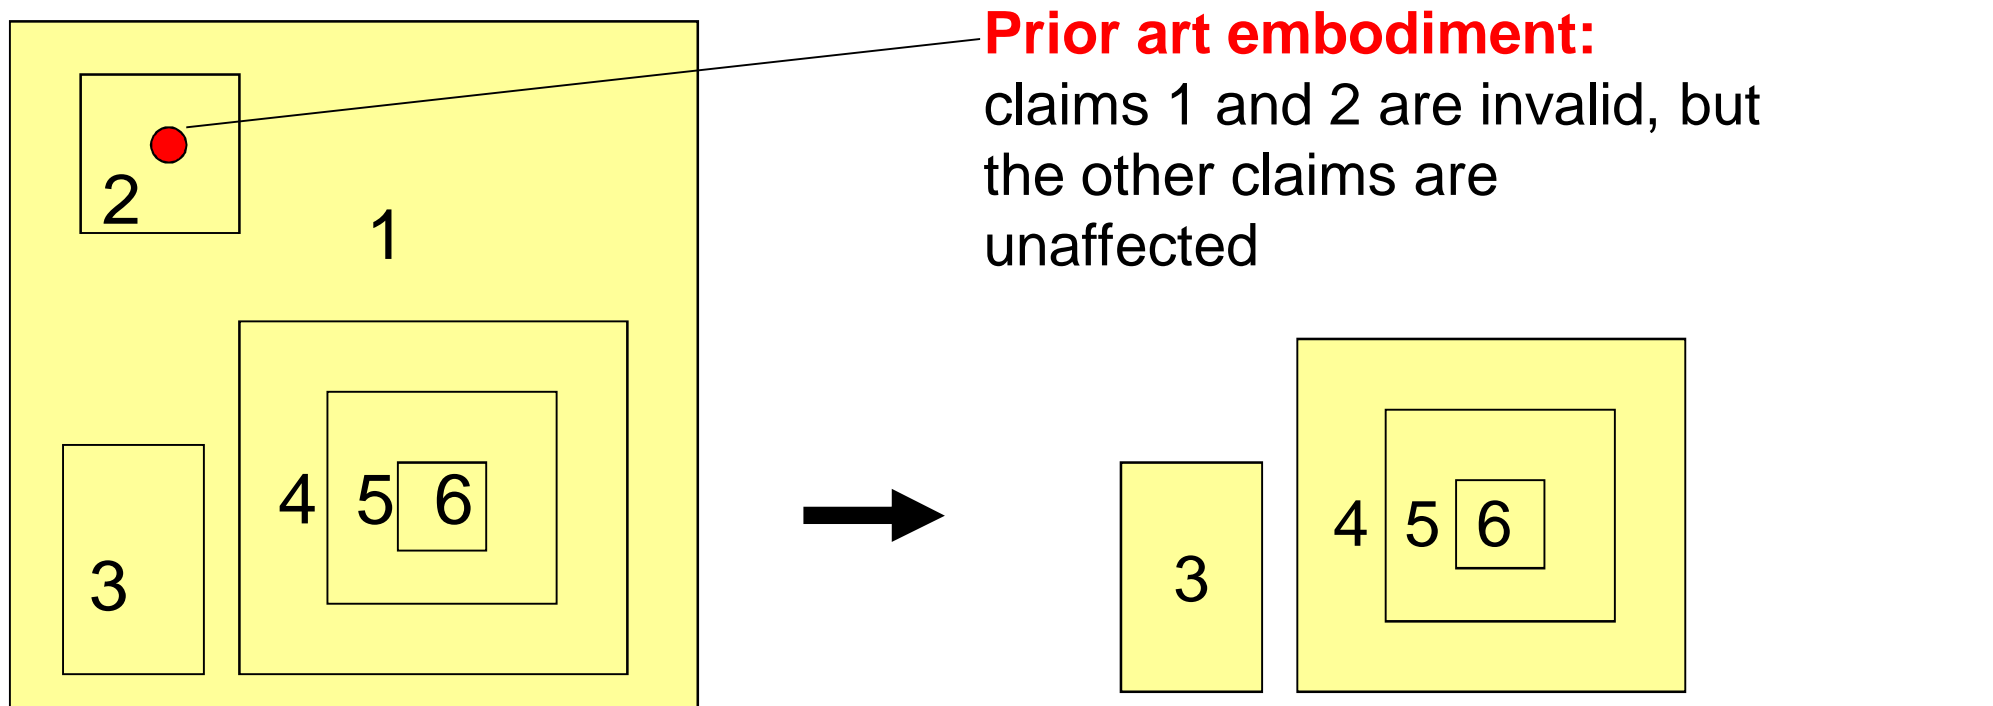 Prior art embodiment:
claims 1 and 2 are invalid, but
the other claims are
unaffected
2
1
4 5 6
3
4 5 6
3